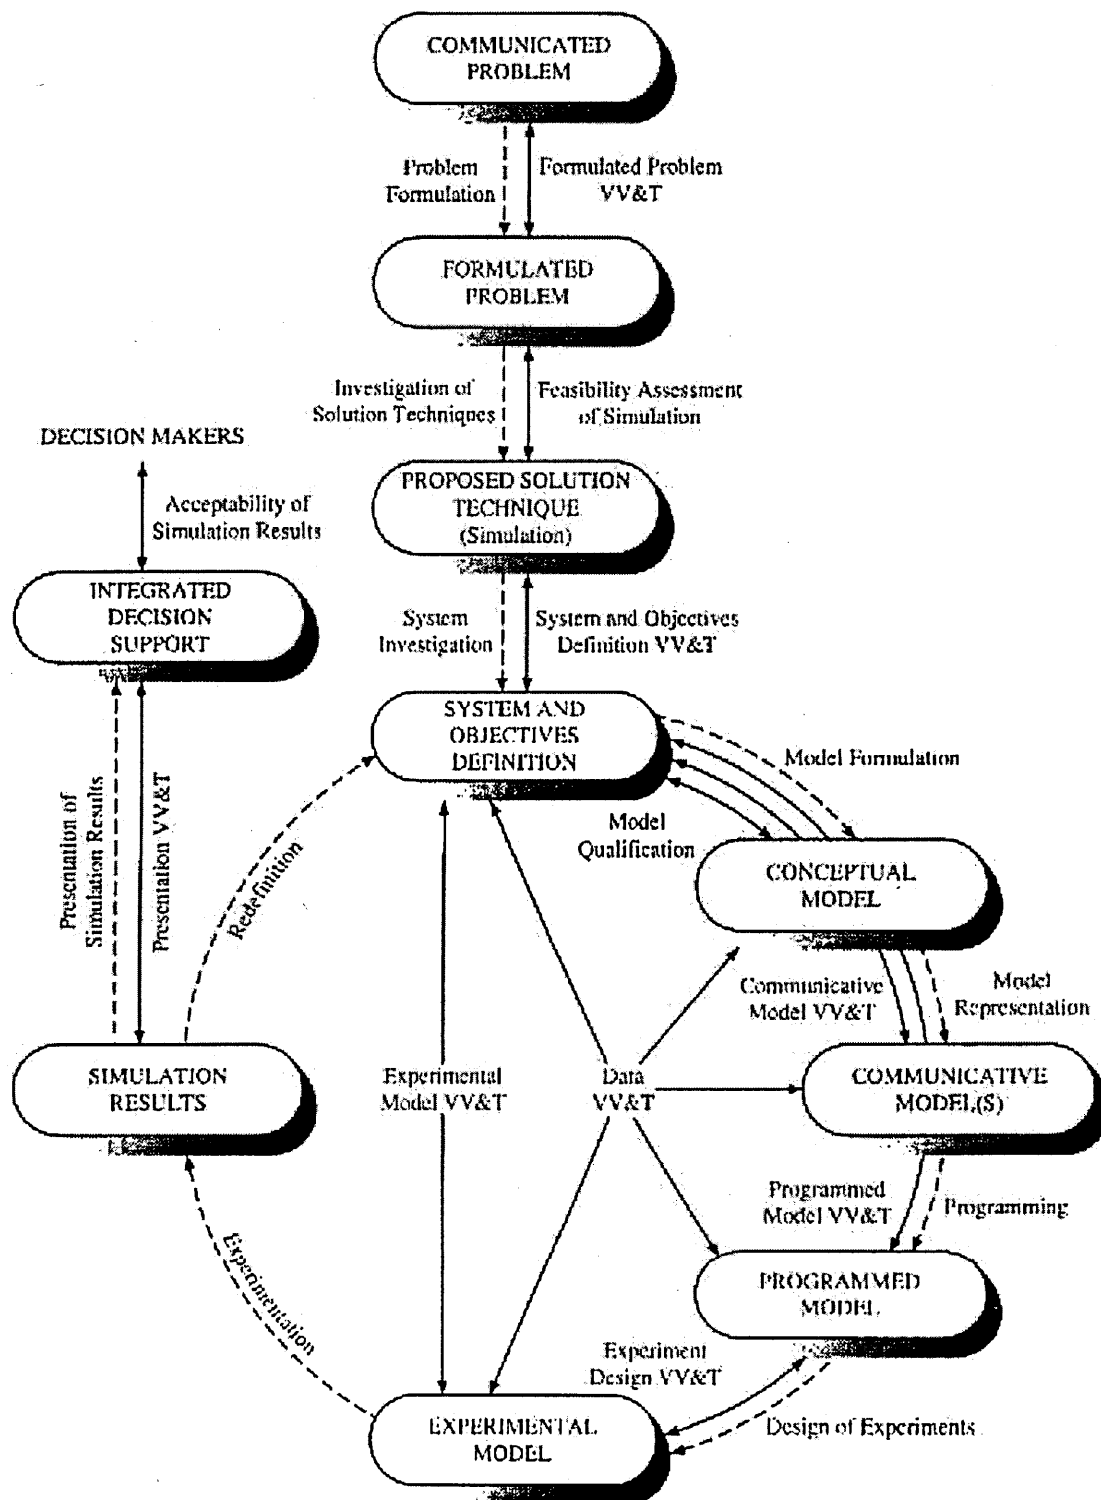 COMMUNICATED
PROBLEM
Problem
Formulation
Formulated Problem
VV&T
FORMULATED
PROBLEM
Investigation of
Solution Techniques
Feasibility Assessment
of Simulation
DECISION MAKERS
Acceptability of
Simulation Results
PROPOSED SOLUTION
TECHNIQUE
(Simulation)
INTEGRATED
DECISION
SUPPORT
System
Investigation
System and Objectives
Definition VV&T
SYSTEM AND
OBJECTIVES
DEFINITION
Model Formulation
Model
Qualification
Presentation of
Simulation Results
Presentation VV&T
Redefinition
CONCEPTUAL
MODEL
Communicative
Model VV&T
Model
Representation
SIMULATION
RESULTS
Experimental
Model VV&T
Data
VV&T
COMMUNICATIVE
MODEL(S)
Programmed
Model VV&T
Programming
Experimentation
PROGRAMMED
MODEL
Experiment
Design VV&T
Design of Experiments
EXPERIMENTAL
MODEL